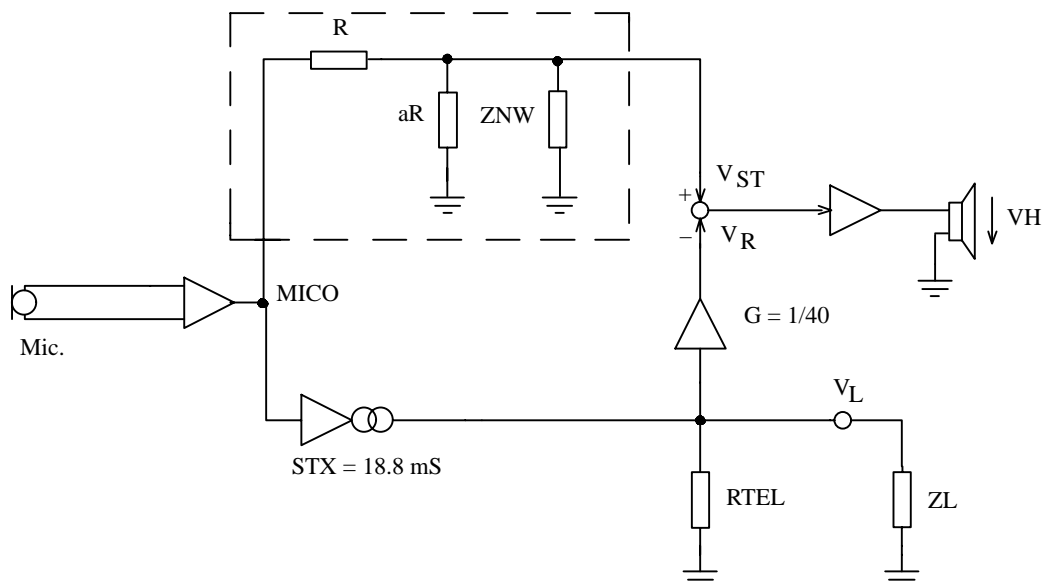 R
aR
ZNW
+
V ST
−
V R
VH
MICO
Mic.
G = 1/40
V L
STX = 18.8 mS
RTEL
ZL